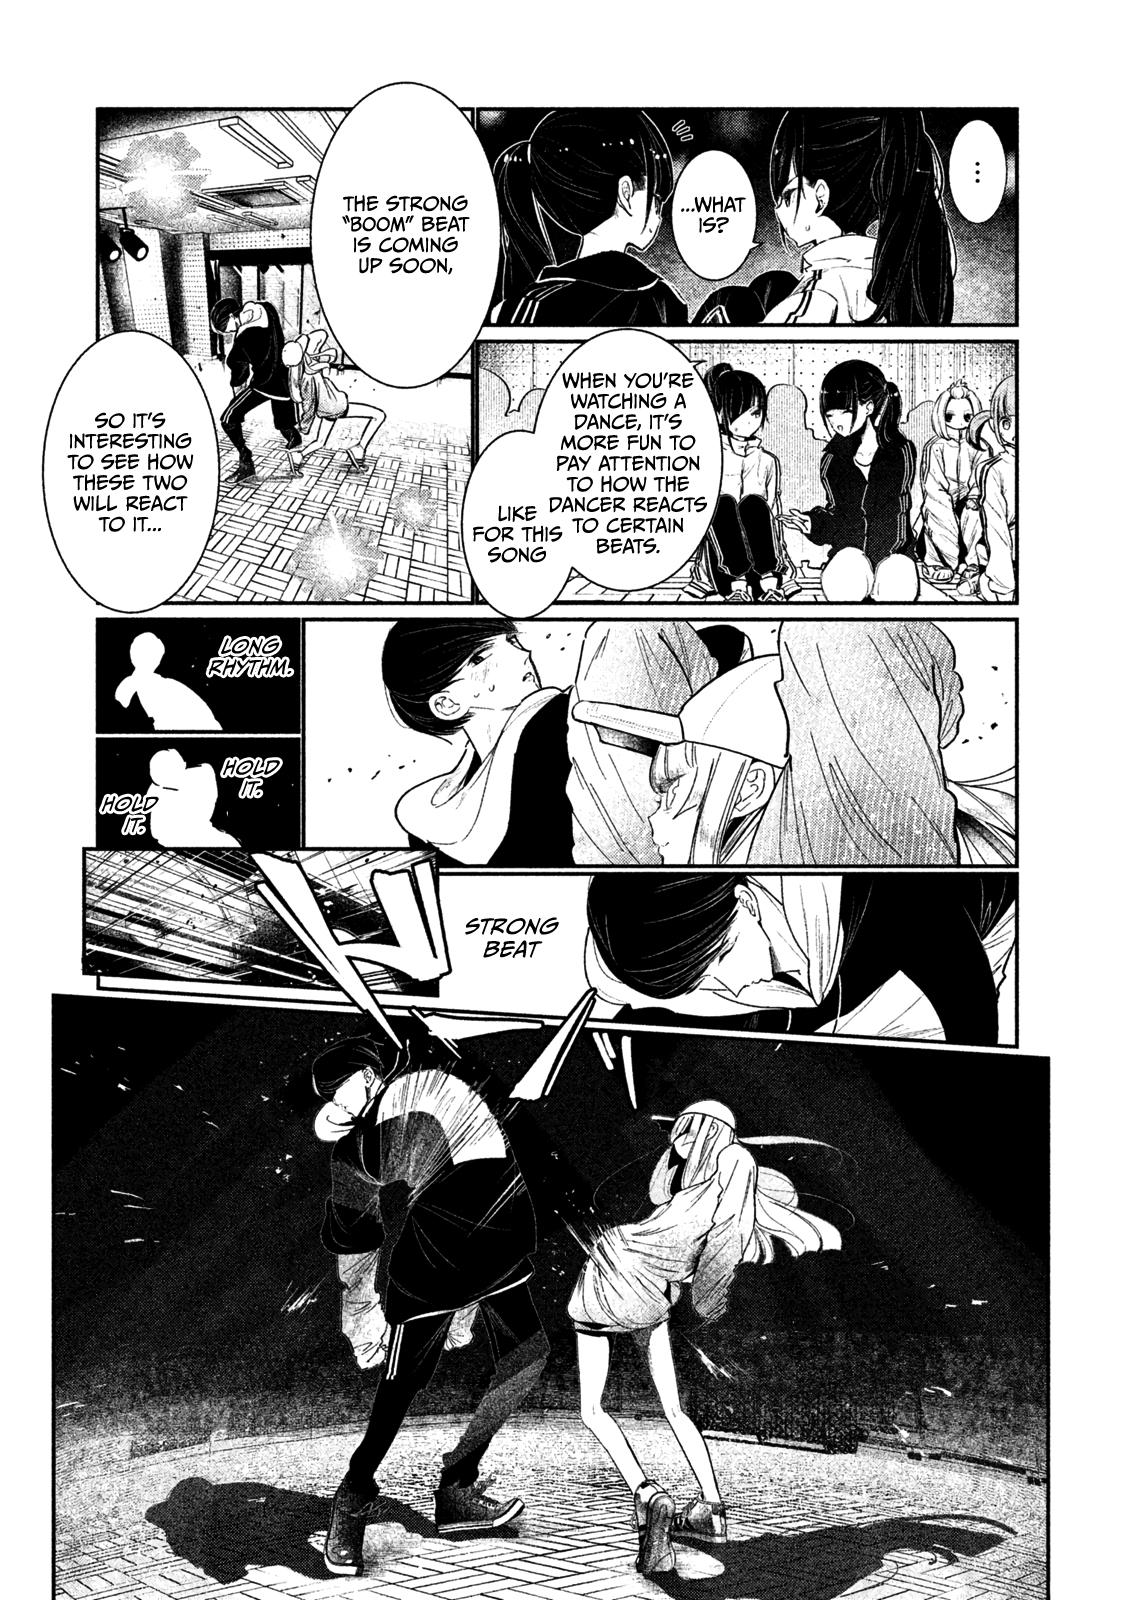 ...
...WHAT
IS?
WHEN YOU'RE
WATCHING A
DANCE, IT'S
MORE FUN TO
PAY ATTENTION
TO HOW THE
DANCER REACTS
TO CERTAIN
BEATS.
LIKE
FOR THIS
SONG
THE STRONG
"BOOM" BEAT
IS COMING
UP SOON,
SO IT'S
INTERESTING
TO SEE HOW
THESE TWO
WILL REACT
TO IT...
LONG
RHYTHM.
HOLD
IT.
HOLD
IT.
STRONG
BEAT
ドッ